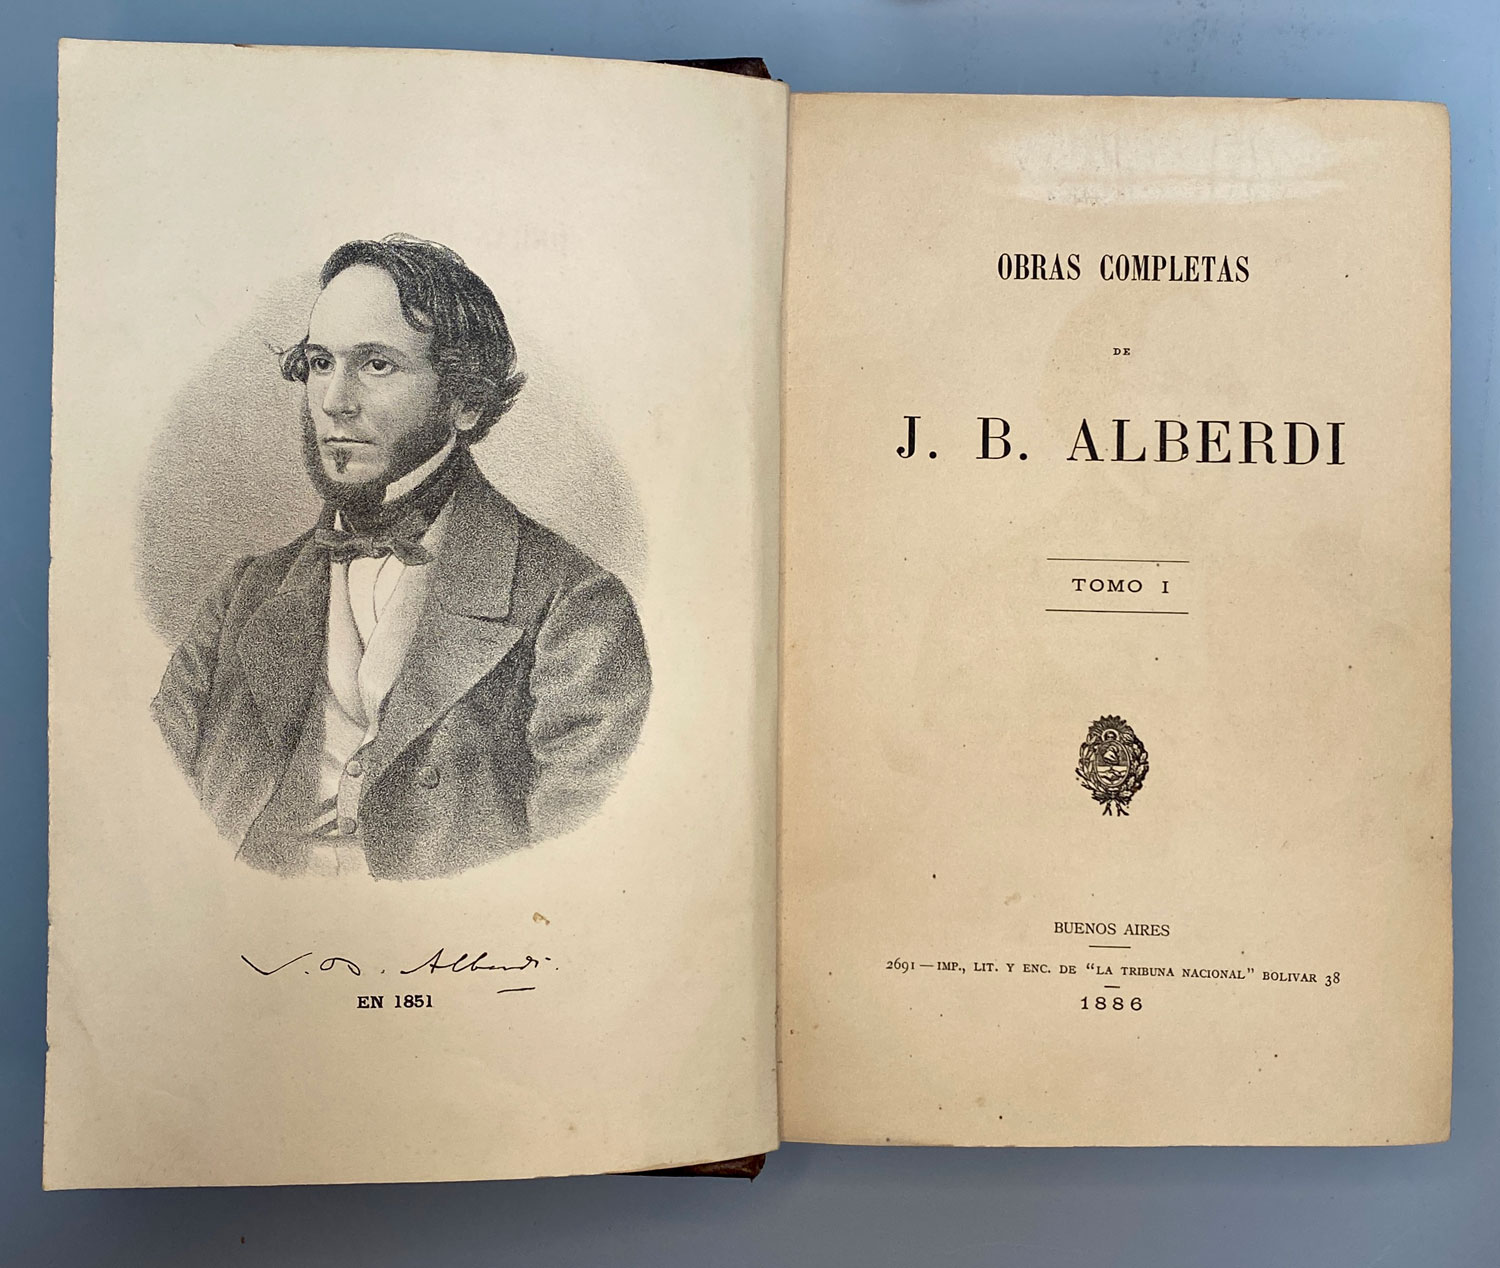 J. B. Alberdi.
EN 1851
OBRAS COMPLETAS
DE
J. B. ALBERDI
TOMO I
BUENOS AIRES
2691 — IMP., LIT. Y ENC. DE "LA TRIBUNA NACIONAL" BOLIVAR 38
1886